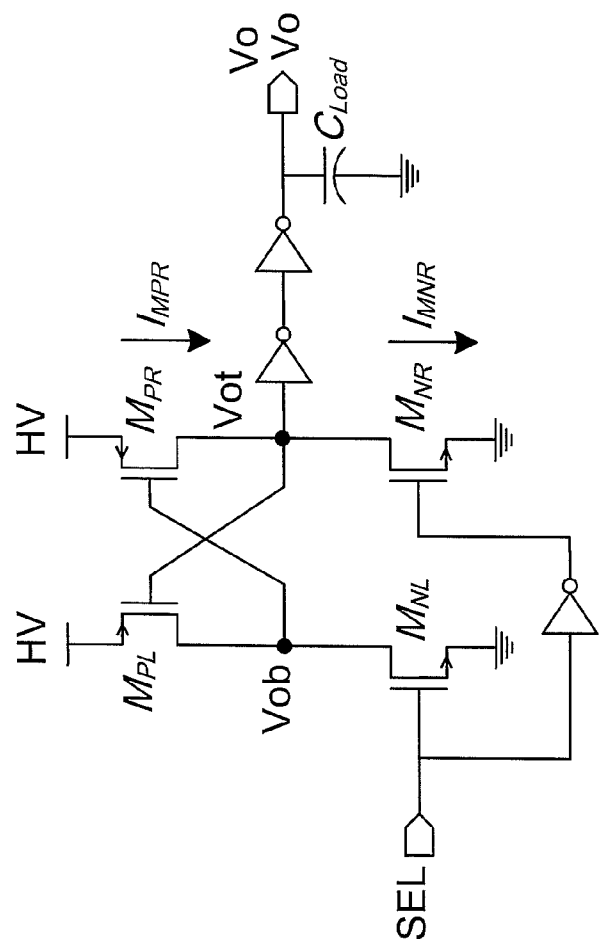 HV
HV
M_PL
M_PR
I_MPR
Vob
Vot
Vo
Vo
C_Load
M_NL
M_NR
I_MNR
SEL